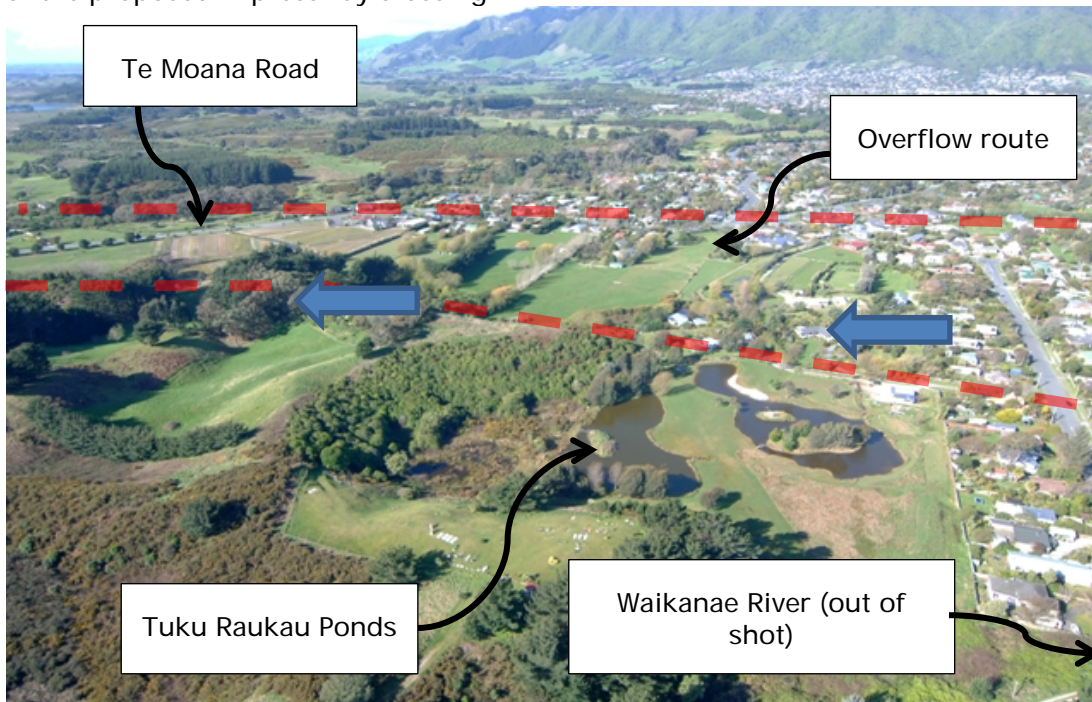 Te Moana Road
Overflow route
Tuku Raukau Ponds
Waikanae River (out of
shot)